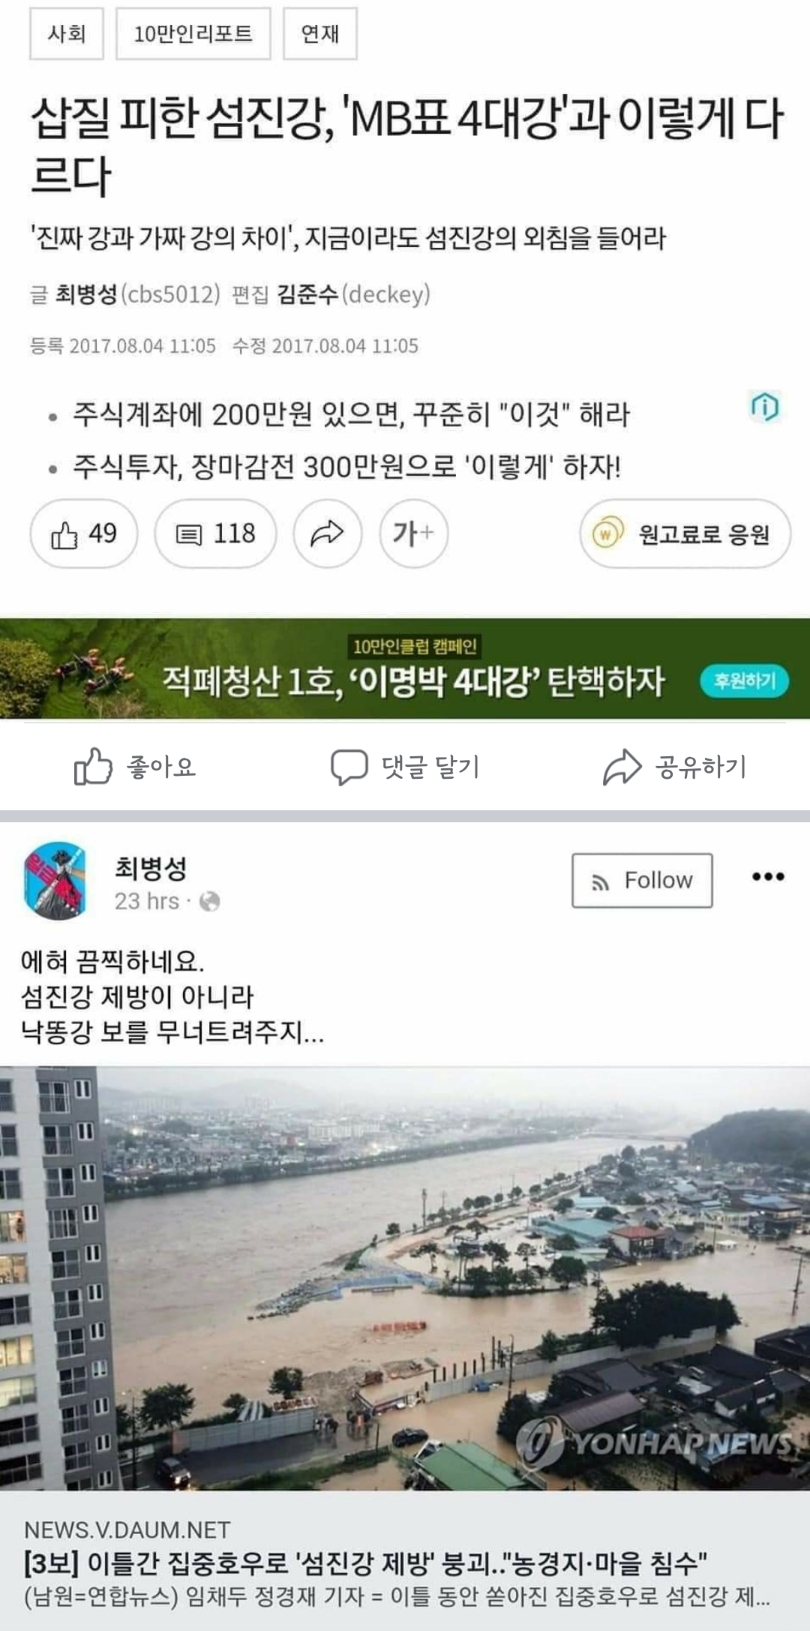 사회 10만인리포트 연재
삽질 피한 섬진강, 'MB표 4대강'과 이렇게 다
르다
'진짜 강과 가짜 강의 차이', 지금이라도 섬진강의 외침을 들어라
글 최병성(cbs5012) 편집 김준수(deckey)
등록 2017.08.04 11:05 수정 2017.08.04 11:05
• 주식계좌에 200만원 있으면, 꾸준히 "이것" 해라
• 주식투자, 장마감전 300만원으로 '이렇게' 하자!
49 118 가+ 원고료로 응원
10만인클럽 캠페인
적폐청산 1호, ‘이명박 4대강’ 탄핵하자 후원하기
좋아요 댓글 달기 공유하기
최병성
23 hrs ·
Follow
에혀 끔찍하네요.
섬진강 제방이 아니라
낙똥강 보를 무너트려주지...
YONHAP NEWS
NEWS.V.DAUM.NET
[3보] 이틀간 집중호우로 '섬진강 제방' 붕괴.."농경지·마을 침수"
(남원=연합뉴스) 임채두 정경재 기자 = 이틀 동안 쏟아진 집중호우로 섬진강 제...